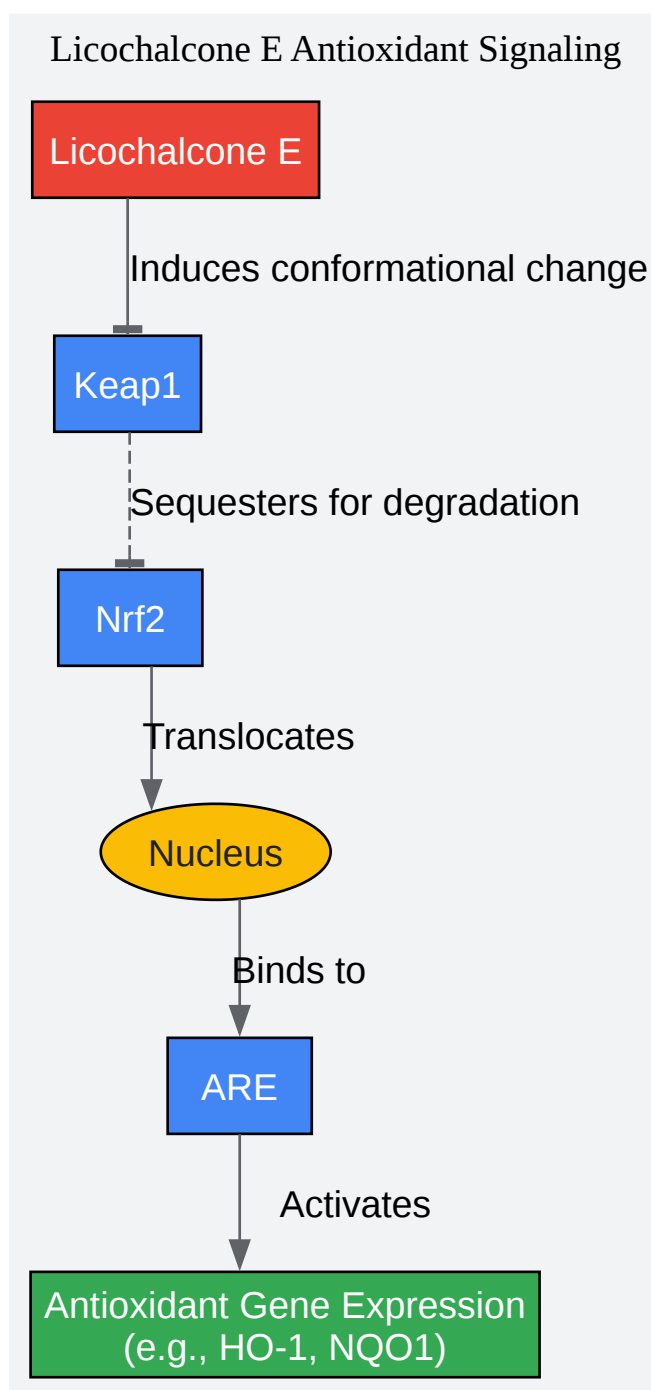 Licochalcone E Antioxidant Signaling
Licochalcone E
Induces conformational change
Keap1
Sequesters for degradation
Nrf2
Translocates
Nucleus
Binds to
ARE
Activates
Antioxidant Gene Expression
(e.g., HO-1, NQO1)